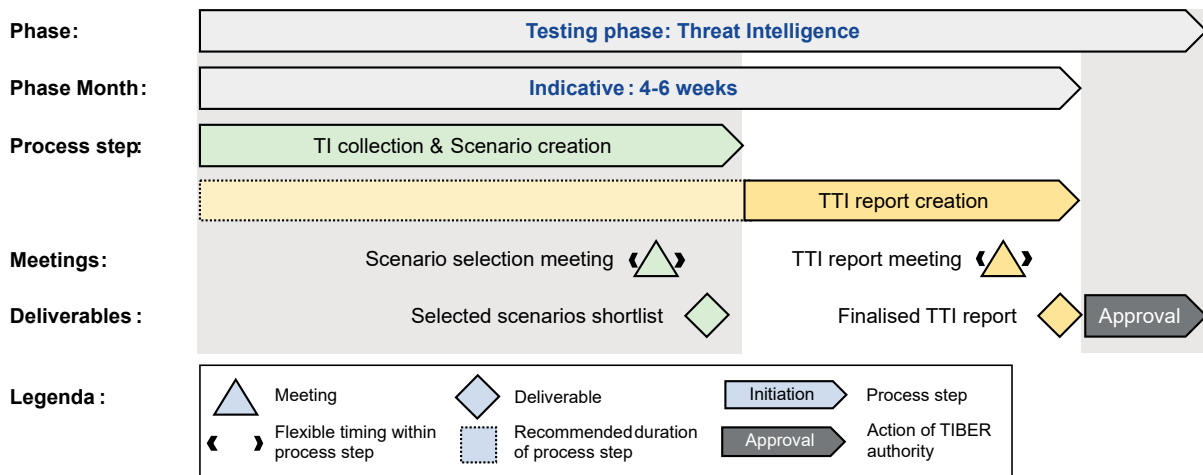 Phase:
Testing phase: Threat Intelligence
Phase Month:
Indicative: 4-6 weeks
Process step:
TI collection & Scenario creation
TTI report creation
Meetings:
Scenario selection meeting
TTI report meeting
Deliverables:
Selected scenarios shortlist
Finalised TTI report
Approval
Legenda:
Meeting
Deliverable
Initiation
Process step
Flexible timing within
process step
Recommended duration
of process step
Approval
Action of TIBER
authority